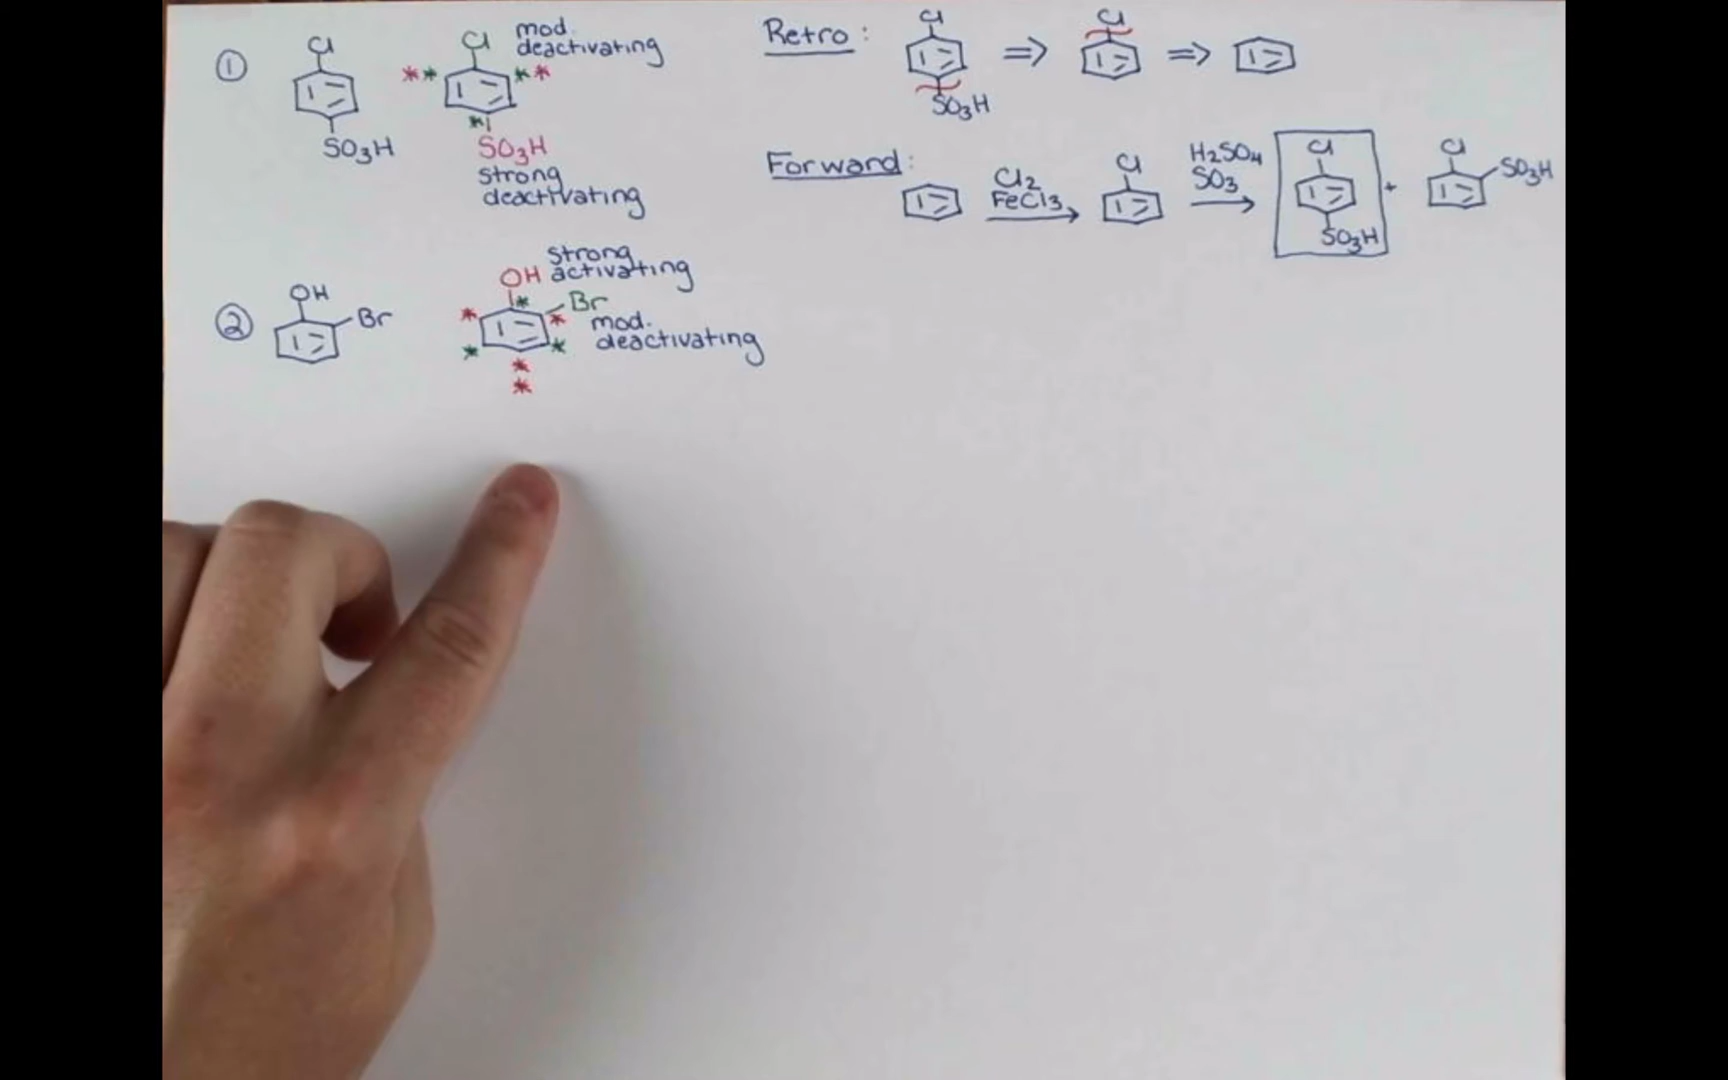 ①
Cl
SO3H
Cl
mod.
deactivating
**
**
*
SO3H
strong
deactivating
Retro:
Cl
SO3H
⇒
Cl
⇒
Forward:
Cl2
FeCl3
Cl
H2SO4
SO3
Cl
SO3H
+
Cl
SO3H
②
OH
Br
strong
OH activating
*
Br
mod.
deactivating
*
*
*
*
*
*